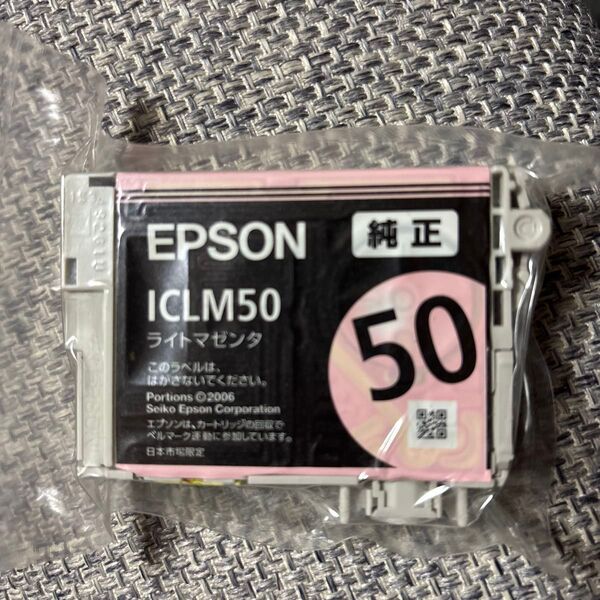 EPSON 純正
ICLM50
ライトマゼンタ
50
このラベルは、
はがさないでください。
Portions ©2006
Seiko Epson Corporation
エプソンは、カートリッジの回収で
ベルマーク運動に参加しています。
日本市場限定